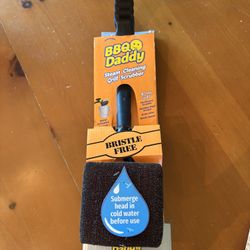 BBQ
Daddy
Steam Cleaning
Grill Scrubber
BRISTLE
FREE
Submerge
head in
cold water
before use